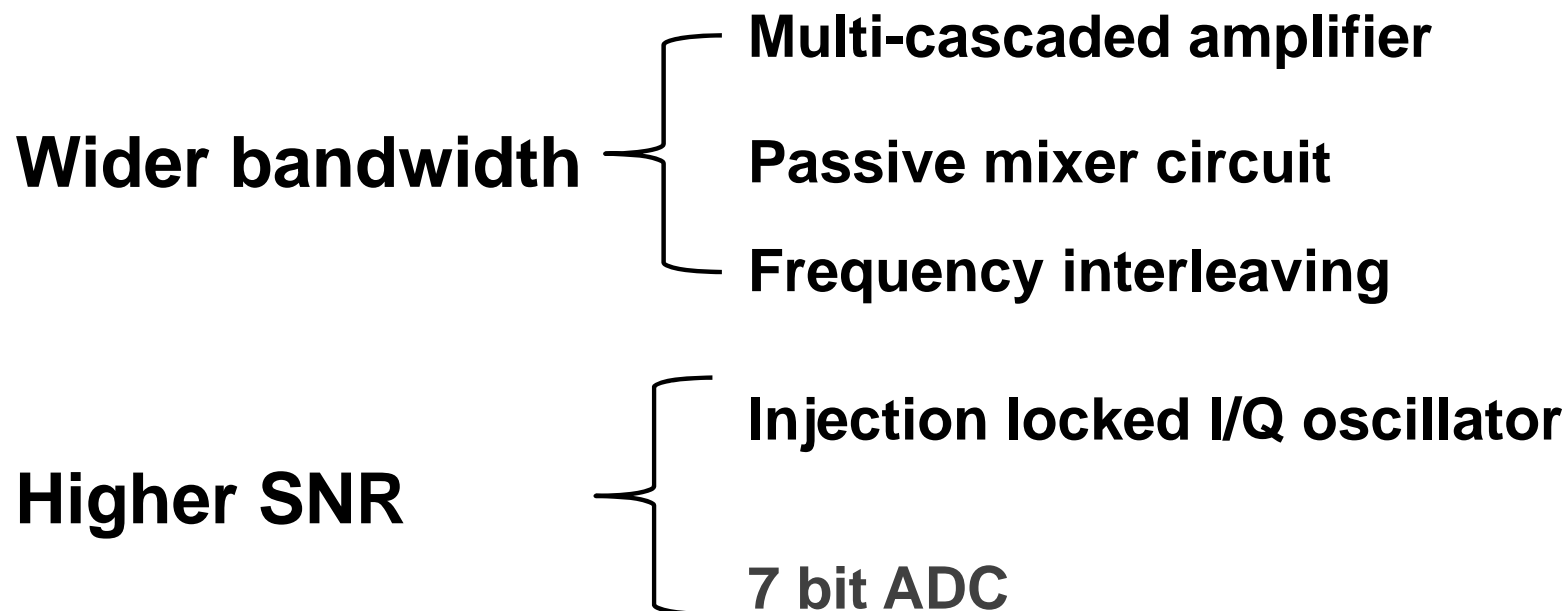 Multi-cascaded amplifier
Wider bandwidth
Passive mixer circuit
Frequency interleaving
Injection locked I/Q oscillator
Higher SNR
7 bit ADC